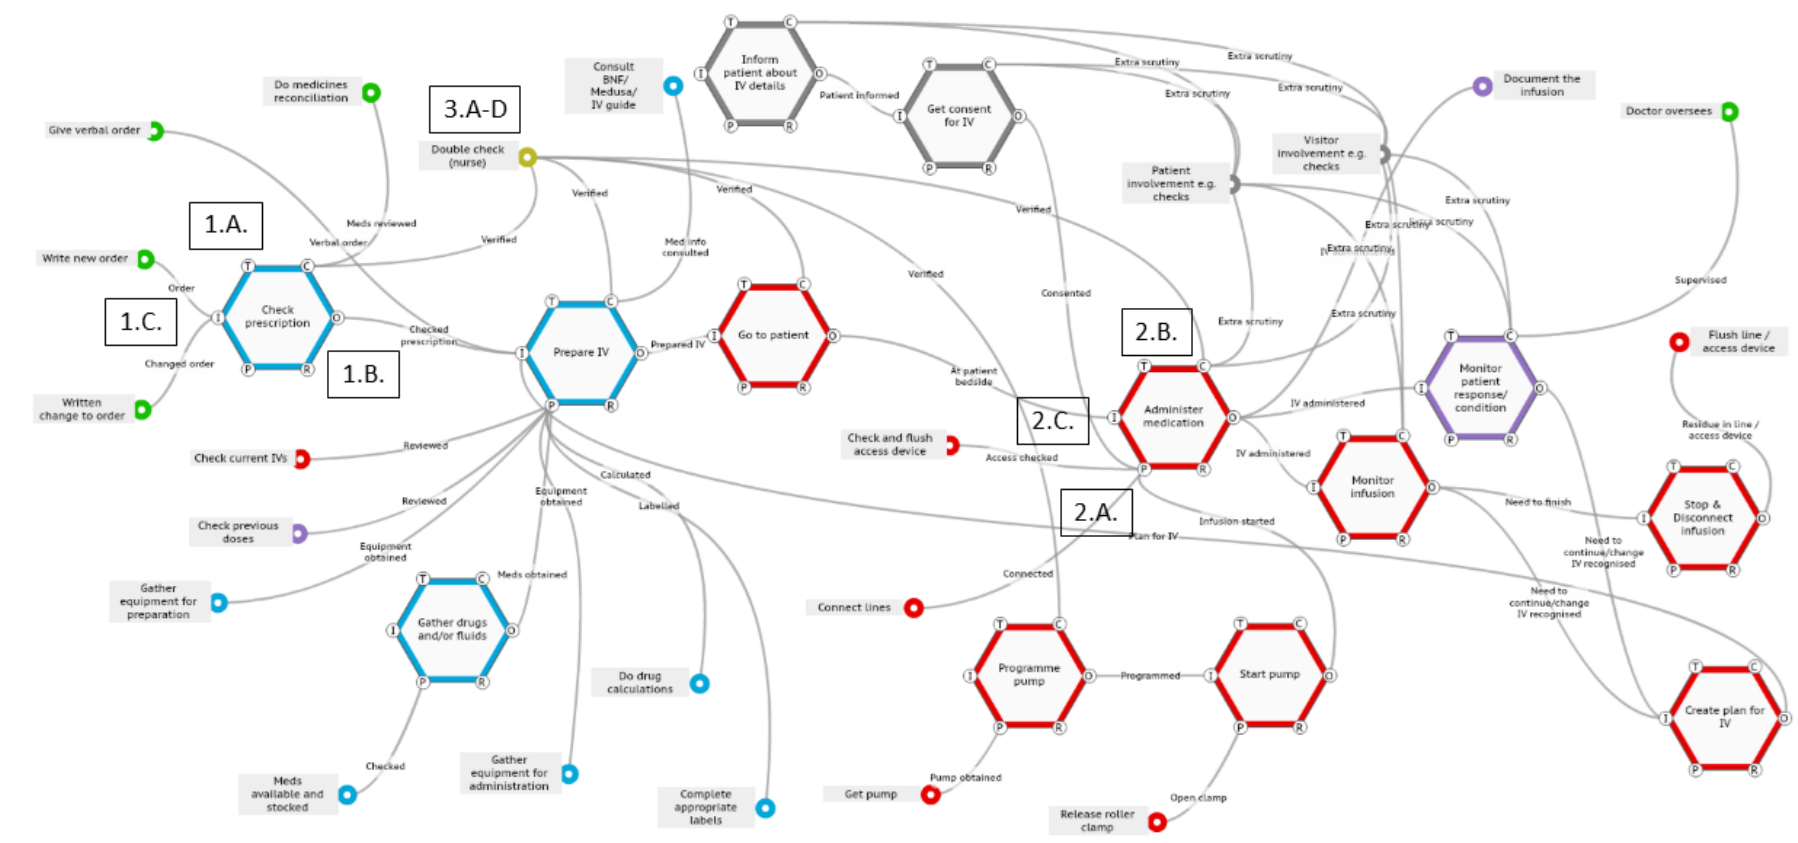 T
C
Inform
patient about
IV details
I
O
P
R
Consult
BNF/
Medusa/
IV guide
Do medicines
reconciliation
3.A-D
Patient informed
T
C
Get consent
for IV
I
O
P
R
Extra scrutiny
Extra scrutiny
Extra scrutiny
Extra scrutiny
Document the
infusion
Doctor oversees
Give verbal order
Double check
(nurse)
Visitor
involvement e.g.
checks
Patient
involvement e.g.
checks
Verified
Verified
Verified
Verified
Verified
Extra scrutiny
Extra scrutiny
Extra scrutiny
Extra scrutiny
IV administered
1.A.
Meds reviewed
Verbal order
Med info
consulted
Write new order
Order
1.C.
T
C
Check
prescription
I
O
P
R
Checked
prescription
Changed order
Written
change to order
1.B.
T
C
Prepare IV
I
O
P
R
Prepared IV
T
C
Go to patient
I
O
P
R
At patient
bedside
Consented
Extra scrutiny
Extra scrutiny
Supervised
2.B.
T
C
Administer
medication
I
O
P
R
2.C.
IV administered
IV administered
T
C
Monitor
patient
response/
condition
I
O
P
R
Flush line /
access device
Residue in line /
access device
Check and flush
access device
Access checked
2.A.
Infusion started
Plan for IV
T
C
Monitor
infusion
I
O
P
R
Need to finish
Need to
continue/change
IV recognised
Need to
continue/change
IV recognised
T
C
Stop &
Disconnect
infusion
I
O
P
R
Check current IVs
Reviewed
Check previous
doses
Reviewed
Gather
equipment for
preparation
Equipment
obtained
Equipment
obtained
Calculated
Labelled
Meds obtained
T
C
Gather drugs
and/or fluids
I
O
P
R
Checked
Meds
available and
stocked
Gather
equipment for
administration
Do drug
calculations
Complete
appropriate
labels
Connect lines
Connected
T
C
Programme
pump
I
O
P
R
Programmed
T
C
Start pump
I
O
P
R
Pump obtained
Get pump
Open clamp
Release roller
clamp
T
C
Create plan for
IV
I
O
P
R